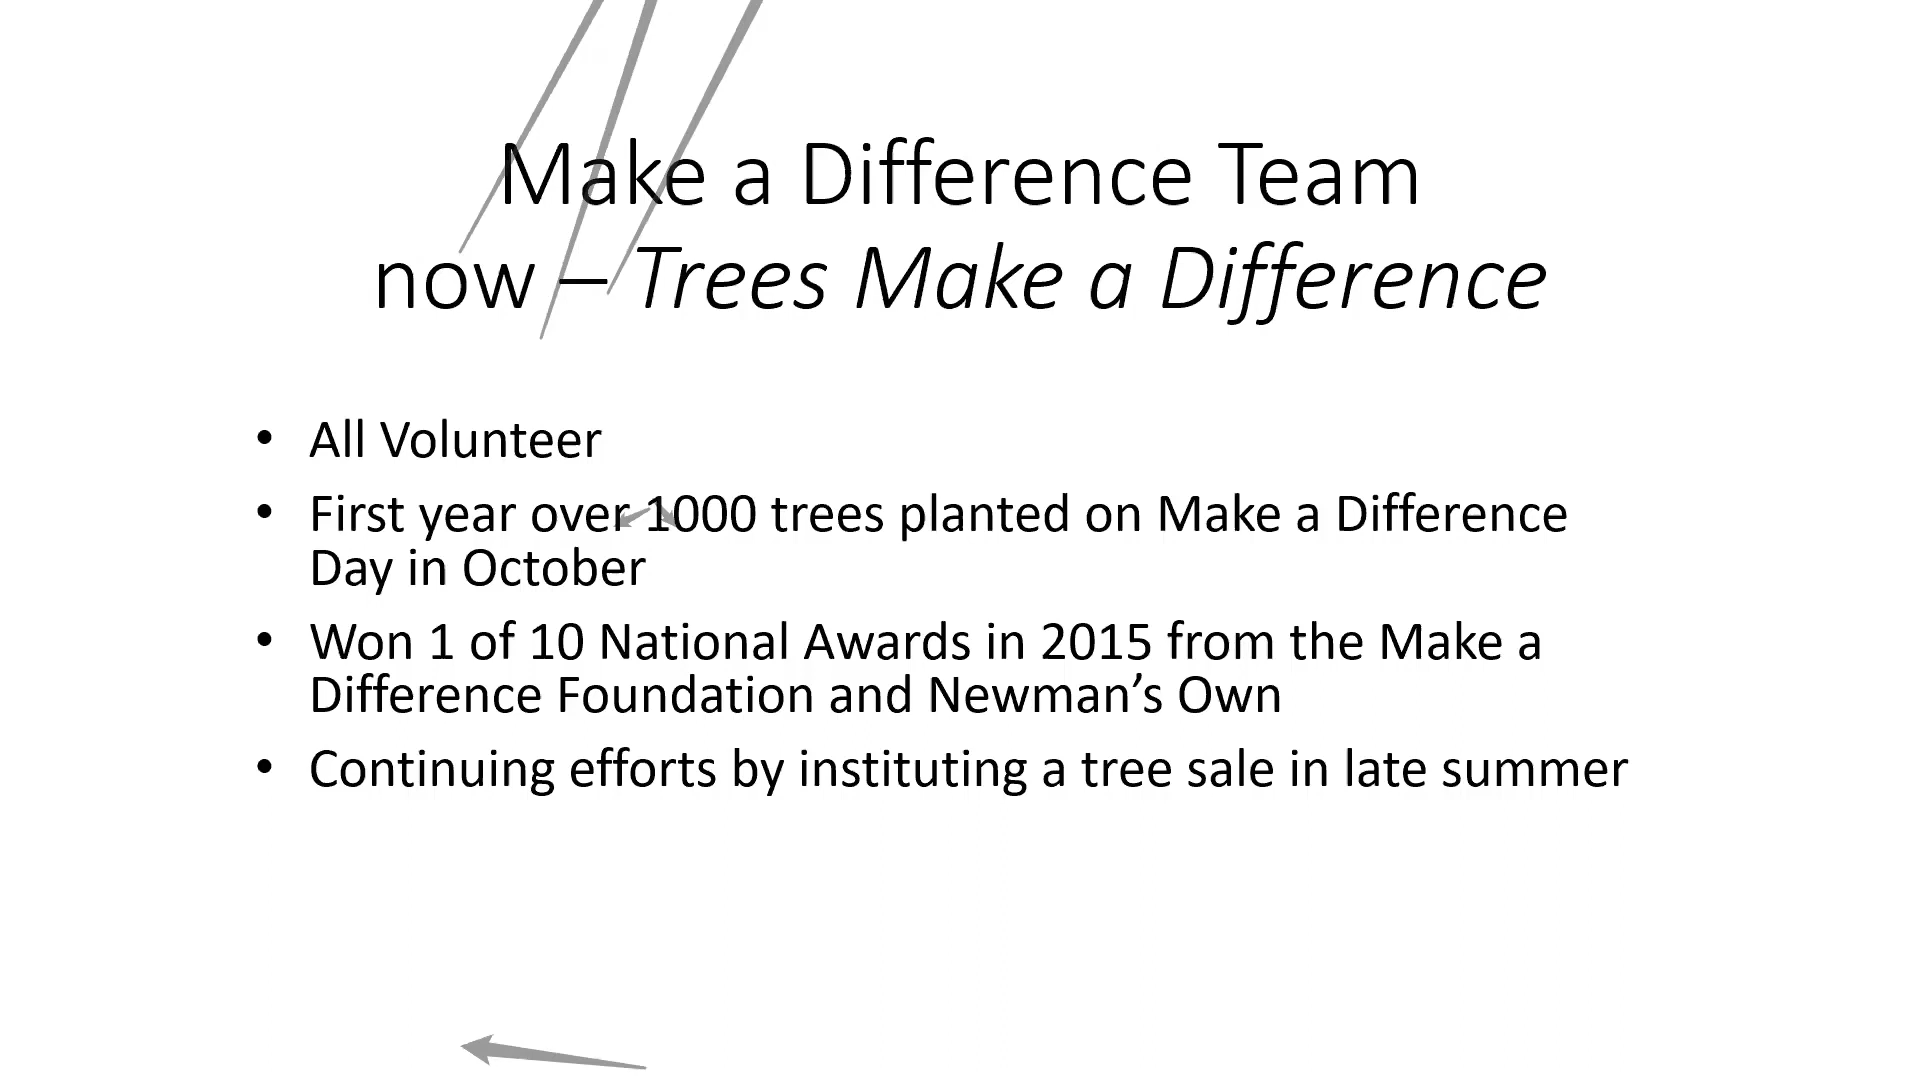 Make a Difference Team
now – Trees Make a Difference
• All Volunteer
• First year over 1000 trees planted on Make a Difference
Day in October
• Won 1 of 10 National Awards in 2015 from the Make a
Difference Foundation and Newman’s Own
• Continuing efforts by instituting a tree sale in late summer